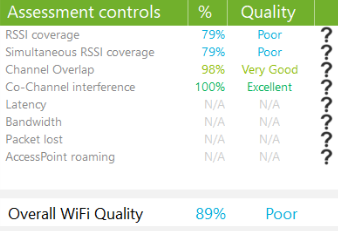 Assessment controls % Quality
RSSI coverage 79% Poor ?
Simultaneous RSSI coverage 79% Poor ?
Channel Overlap 98% Very Good ?
Co-Channel interference 100% Excellent ?
Latency N/A N/A ?
Bandwidth N/A N/A ?
Packet lost N/A N/A ?
AccessPoint roaming N/A N/A ?
Overall WiFi Quality 89% Poor